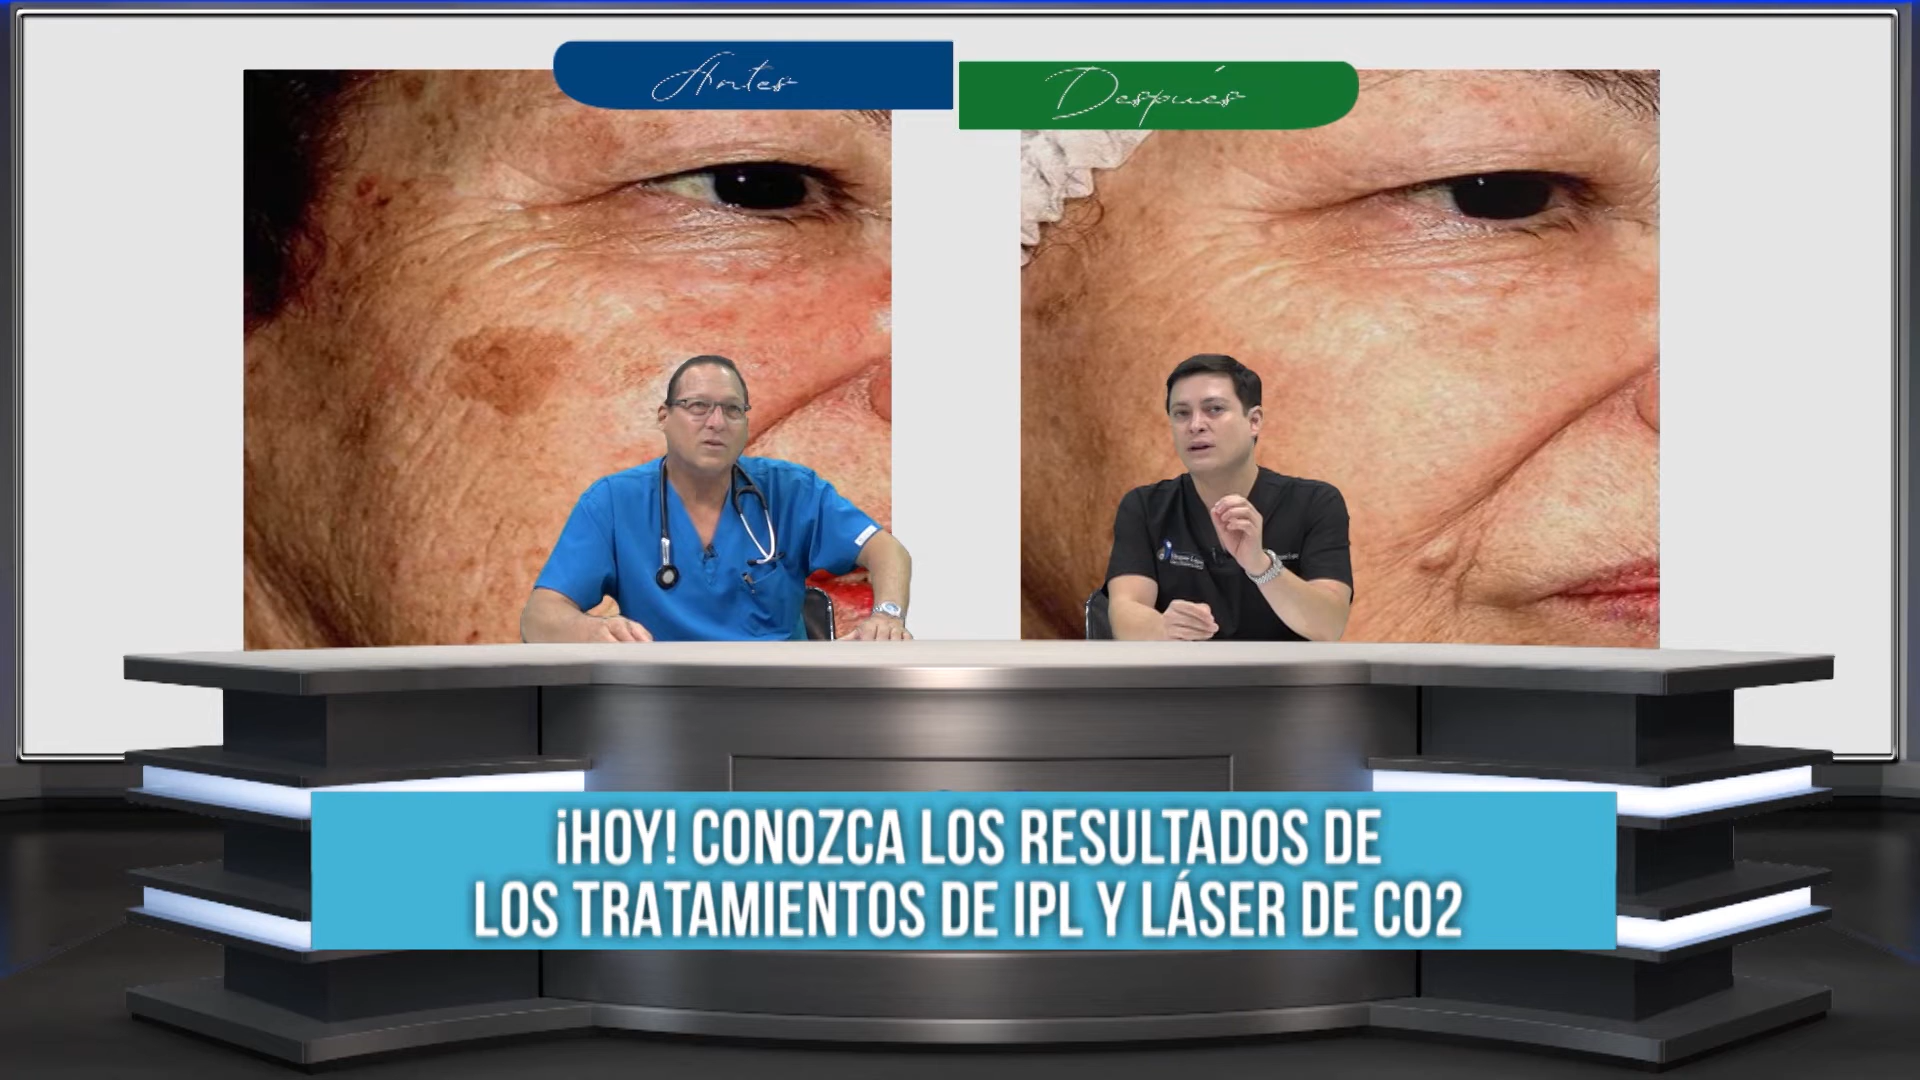 Antes
Después
¡HOY! CONOZCA LOS RESULTADOS DE
LOS TRATAMIENTOS DE IPL Y LÁSER DE CO2